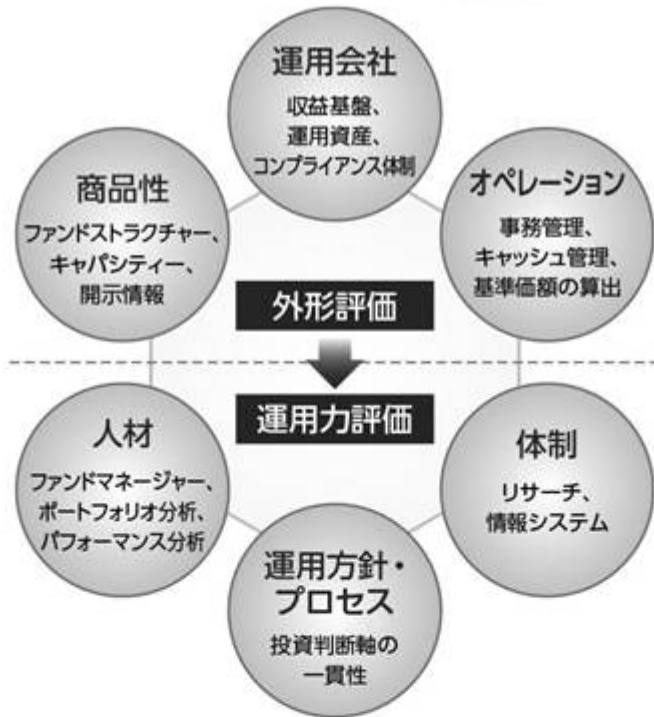 運用会社
収益基盤、
運用資産、
コンプライアンス体制
商品性
ファンドストラクチャー、
キャパシティー、
開示情報
オペレーション
事務管理、
キャッシュ管理、
基準価額の算出
外形評価
運用力評価
人材
ファンドマネージャー、
ポートフォリオ分析、
パフォーマンス分析
体制
リサーチ、
情報システム
運用方針・
プロセス
投資判断軸の
一貫性